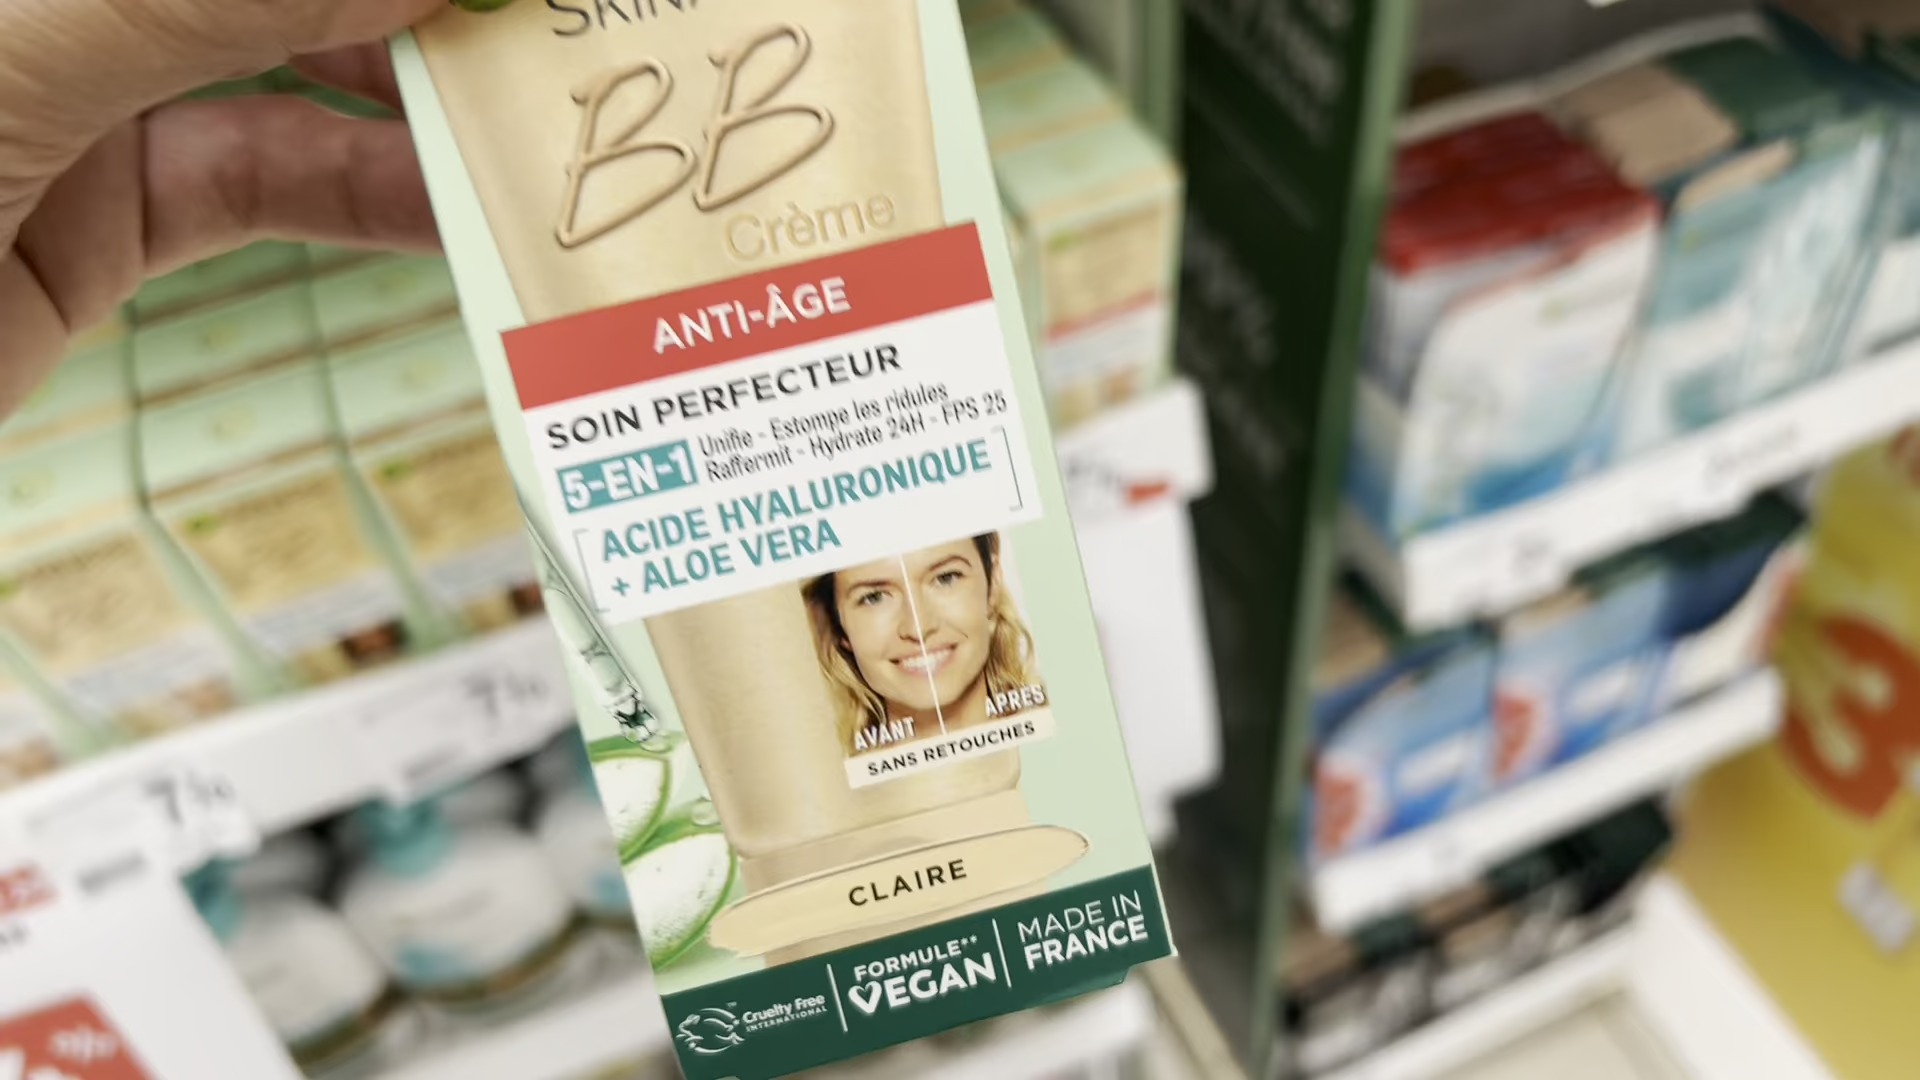 BB
Crème
ANTI-ÂGE
SOIN PERFECTEUR
5-EN-1
Unifie - Estompe les ridules
Raffermit - Hydrate 24H - FPS 25
ACIDE HYALURONIQUE
+ ALOE VERA
AVANT
APRÈS
SANS RETOUCHES
CLAIRE
Cruelty Free
INTERNATIONAL
FORMULE**
VEGAN
MADE IN
FRANCE